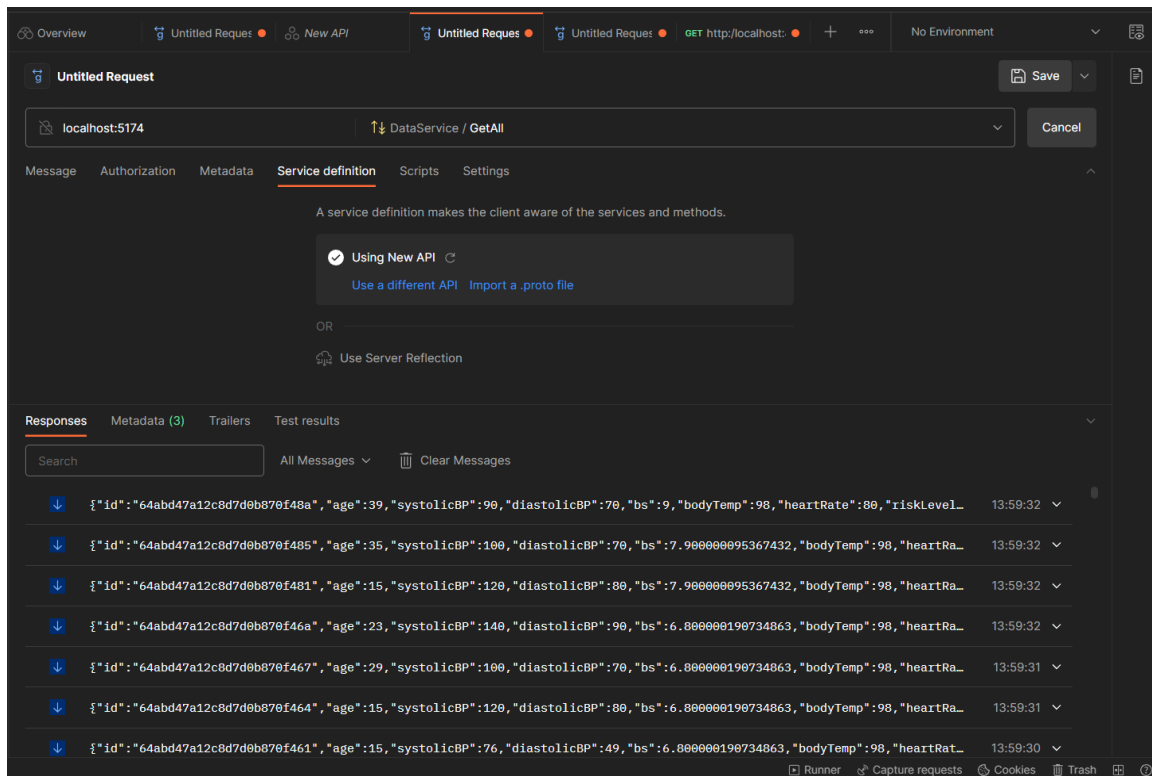 Overview Untitled Reques New API Untitled Reques Untitled Reques GET http://localhost: No Environment
Untitled Request Save
localhost:5174 DataService / GetAll Cancel
Message Authorization Metadata Service definition Scripts Settings
A service definition makes the client aware of the services and methods.
Using New API
Use a different API Import a .proto file
OR
Use Server Reflection
Responses Metadata (3) Trailers Test results
Search All Messages Clear Messages
{"id":"64abd47a12c8d7d0b870f48a","age":39,"systolicBP":90,"diastolicBP":70,"bs":9,"bodyTemp":98,"heartRate":80,"riskLevel… 13:59:32
{"id":"64abd47a12c8d7d0b870f485","age":35,"systolicBP":100,"diastolicBP":70,"bs":7.900000095367432,"bodyTemp":98,"heartRa… 13:59:32
{"id":"64abd47a12c8d7d0b870f481","age":15,"systolicBP":120,"diastolicBP":80,"bs":7.900000095367432,"bodyTemp":98,"heartRa… 13:59:32
{"id":"64abd47a12c8d7d0b870f46a","age":23,"systolicBP":140,"diastolicBP":90,"bs":6.800000190734863,"bodyTemp":98,"heartRa… 13:59:32
{"id":"64abd47a12c8d7d0b870f467","age":29,"systolicBP":100,"diastolicBP":70,"bs":6.800000190734863,"bodyTemp":98,"heartRa… 13:59:31
{"id":"64abd47a12c8d7d0b870f464","age":15,"systolicBP":120,"diastolicBP":80,"bs":6.800000190734863,"bodyTemp":98,"heartRa… 13:59:31
{"id":"64abd47a12c8d7d0b870f461","age":15,"systolicBP":76,"diastolicBP":49,"bs":6.800000190734863,"bodyTemp":98,"heartRat… 13:59:30
Runner Capture requests Cookies Trash